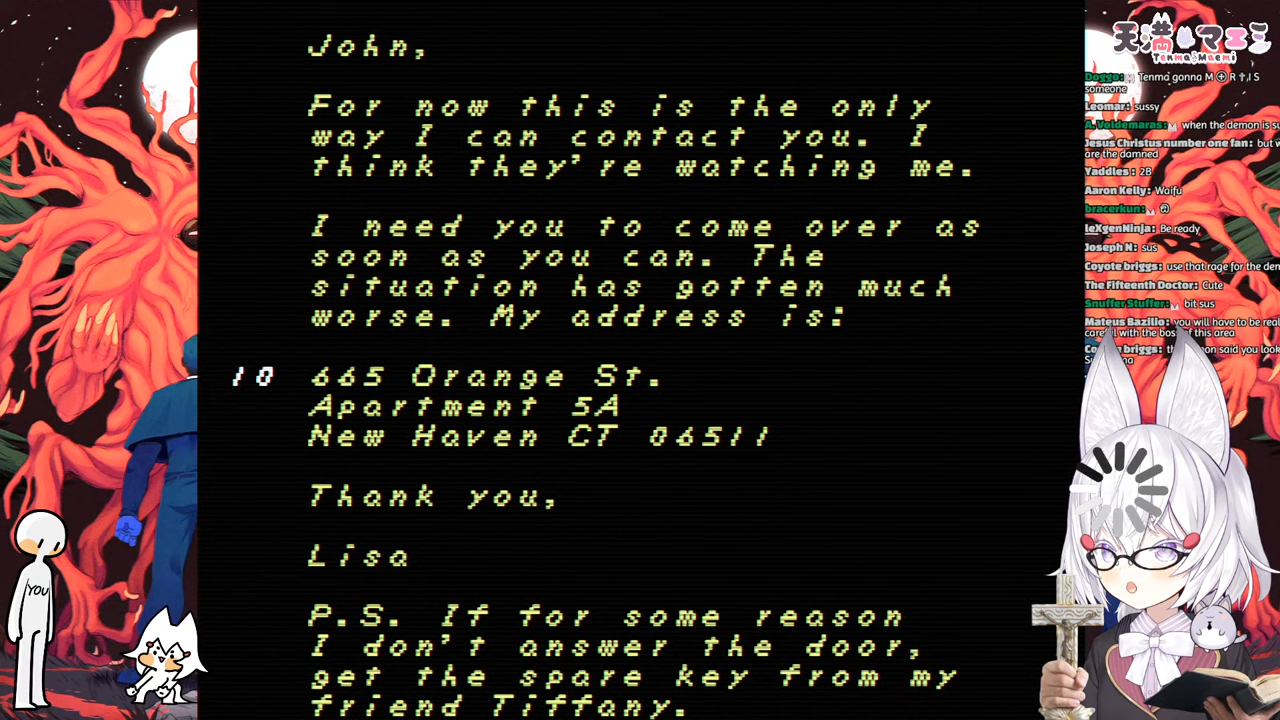 John,
For now this is the only
way I can contact you. I
think they're watching me.
I need you to come over as
soon as you can. The
situation has gotten much
worse. My address is:
10 665 Orange St.
Apartment 5A
New Haven CT 06511
Thank you,
Lisa
P.S. If for some reason
I don't answer the door,
get the spare key from my
friend Tiffany.
天満マエミ
Tenma Maemi
Doggo: Tenma gonna M R I S
someone
Leomar: sussy
A. Voldemaras: when the demon is
Jesus Christus number one fan: but
are the damned
Yaddles: 2B
Aaron Kelly: Waifu
bracerkun:
leXgenNinja: Be ready
Joseph N: sus
Coyote briggs: use that rage for the
The Fifteenth Doctor: Cute
Snuffer Stuffer: bit sus
Mateus Bazilio: you will have to be
with the of this area
said you look
YOU